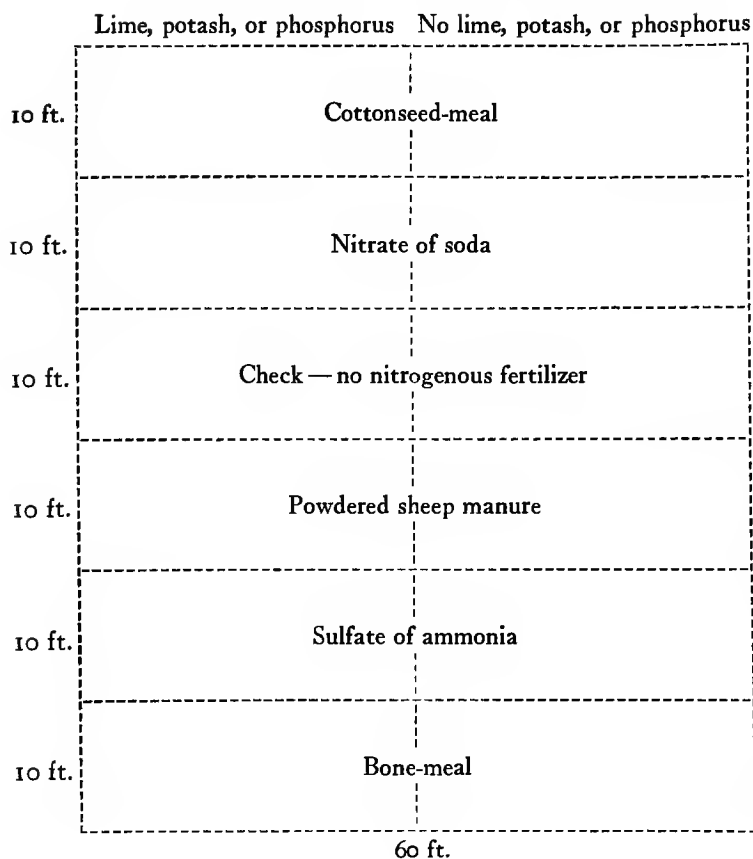 Lime, potash, or phosphorus No lime, potash, or phosphorus
10 ft. Cottonseed-meal
10 ft. Nitrate of soda
10 ft. Check — no nitrogenous fertilizer
10 ft. Powdered sheep manure
10 ft. Sulfate of ammonia
10 ft. Bone-meal
60 ft.